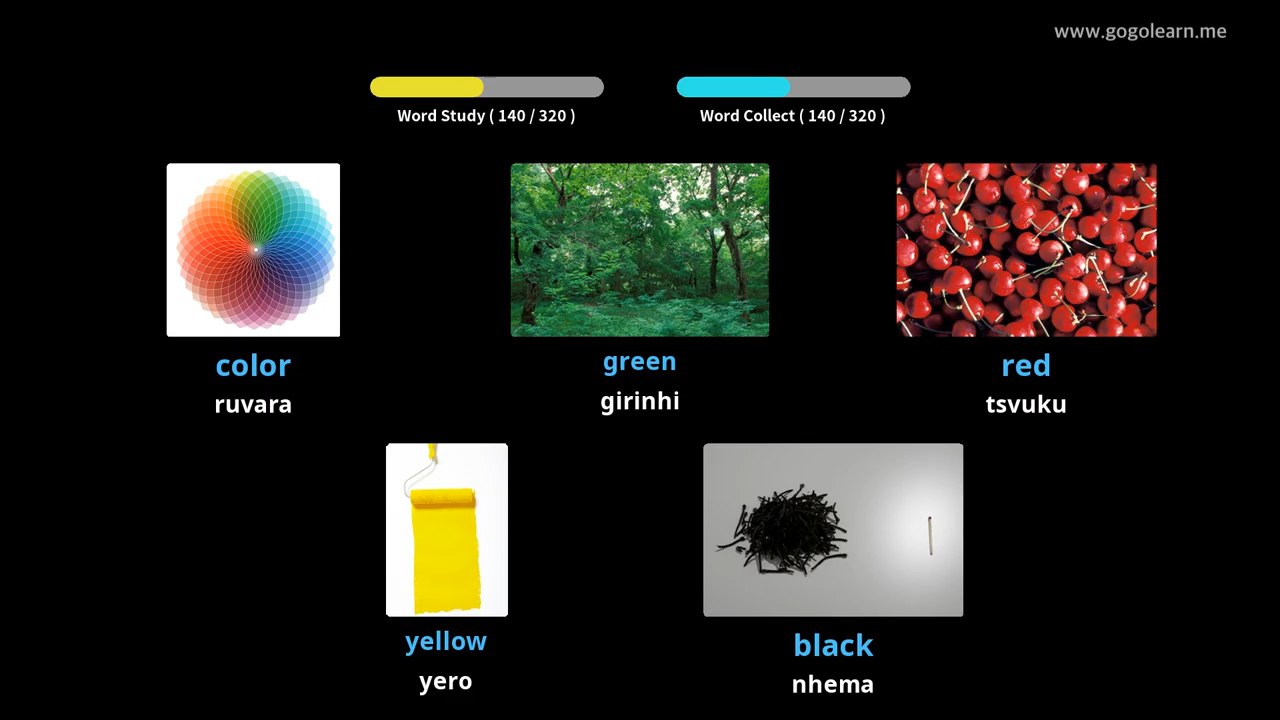 www.gogolearn.me
Word Study ( 140 / 320 )
Word Collect ( 140 / 320 )
color
ruvara
green
girinhi
red
tsvuku
yellow
yero
black
nhema